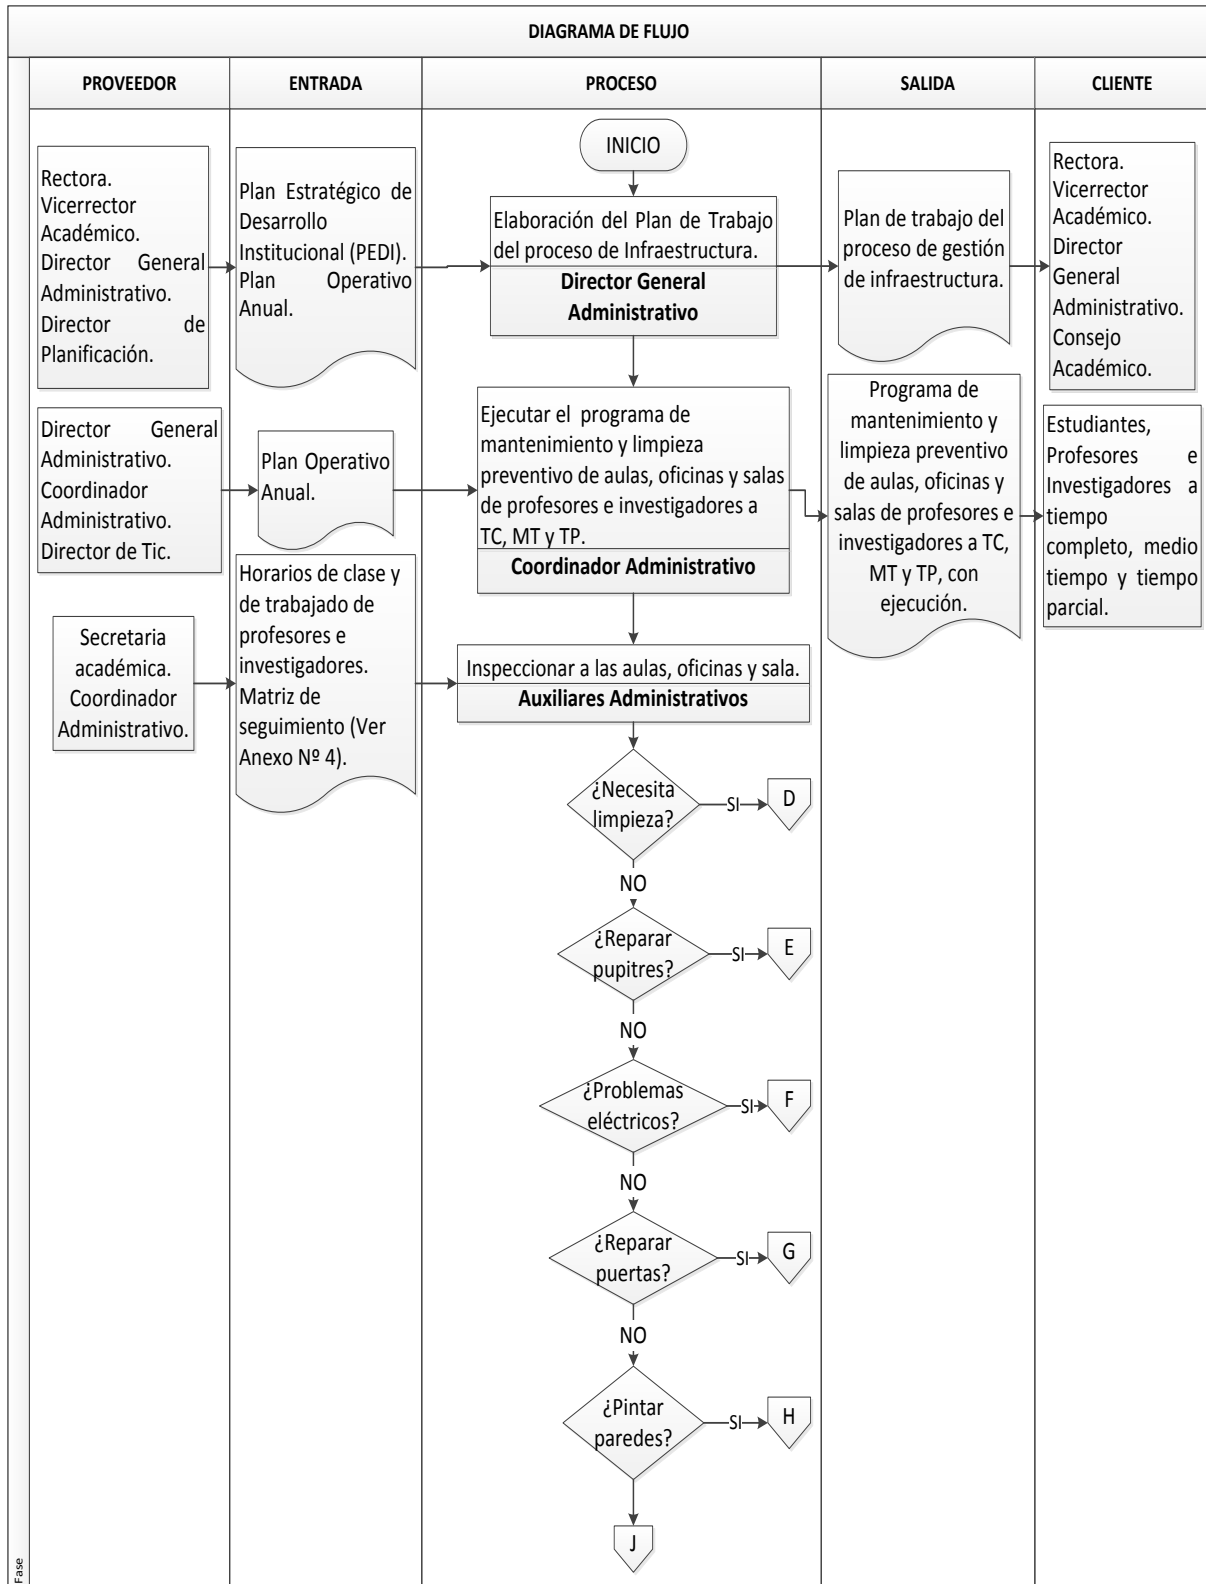 DIAGRAMA DE FLUJO
PROVEEDOR
ENTRADA
PROCESO
SALIDA
CLIENTE
INICIO
Rectora.
Vicerrector
Académico.
Director General
Administrativo.
Director de
Planificación.
Plan Estratégico de
Desarrollo
Institucional (PEDI).
Plan Operativo
Anual.
Elaboración del Plan de Trabajo
del proceso de Infraestructura.
Director General
Administrativo
Plan de trabajo del
proceso de gestión
de infraestructura.
Rectora.
Vicerrector
Académico.
Director
General
Administrativo.
Consejo
Académico.
Director General
Administrativo.
Coordinador
Administrativo.
Director de Tic.
Plan Operativo
Anual.
Ejecutar el programa de
mantenimiento y limpieza
preventivo de aulas, oficinas y salas
de profesores e investigadores a
TC, MT y TP.
Coordinador Administrativo
Programa de
mantenimiento y
limpieza preventivo
de aulas, oficinas y
salas de profesores e
investigadores a TC,
MT y TP, con
ejecución.
Estudiantes,
Profesores e
Investigadores a
tiempo
completo, medio
tiempo y tiempo
parcial.
Secretaria
académica.
Coordinador
Administrativo.
Horarios de clase y
de trabajado de
profesores e
investigadores.
Matriz de
seguimiento (Ver
Anexo Nº 4).
Inspeccionar a las aulas, oficinas y sala.
Auxiliares Administrativos
¿Necesita
limpieza?
SI
D
NO
¿Reparar
pupitres?
SI
E
NO
¿Problemas
eléctricos?
SI
F
NO
¿Reparar
puertas?
SI
G
NO
¿Pintar
paredes?
SI
H
J
Fase